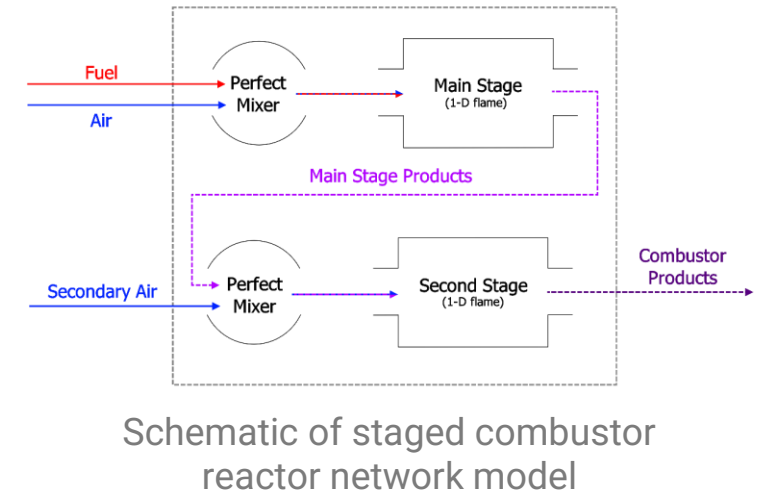 Fuel
Air
Perfect
Mixer
Main Stage
(1-D flame)
Main Stage Products
Secondary Air
Perfect
Mixer
Second Stage
(1-D flame)
Combustor
Products
Schematic of staged combustor
reactor network model